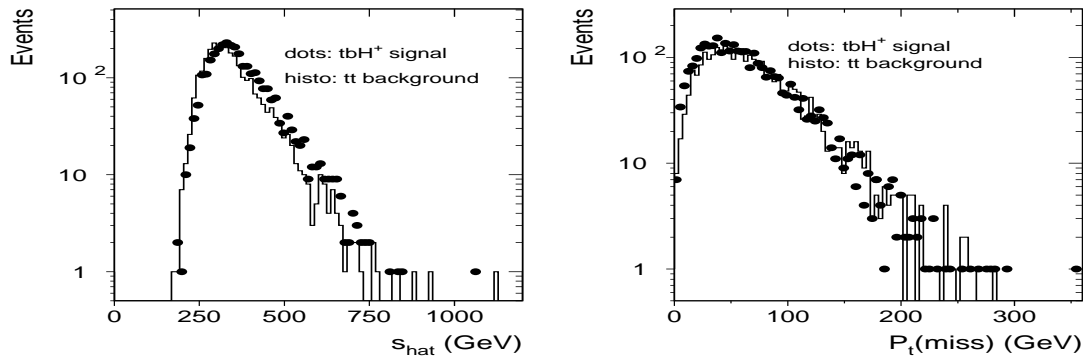 Events
10²
10
1
dots: tbH⁺ signal
histo: tt background
0 250 500 750 1000
s_hat (GeV)
Events
10²
10
1
dots: tbH⁺ signal
histo: tt background
0 100 200 300
P_t(miss) (GeV)